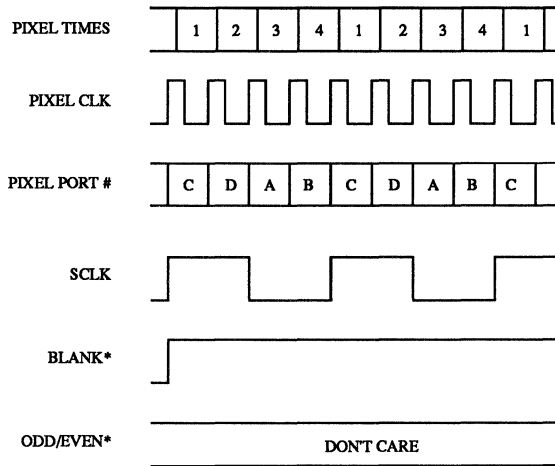 PIXEL TIMES 1 2 3 4 1 2 3 4 1
PIXEL CLK
PIXEL PORT # C D A B C D A B C
SCLK
BLANK*
ODD/EVEN* DON'T CARE